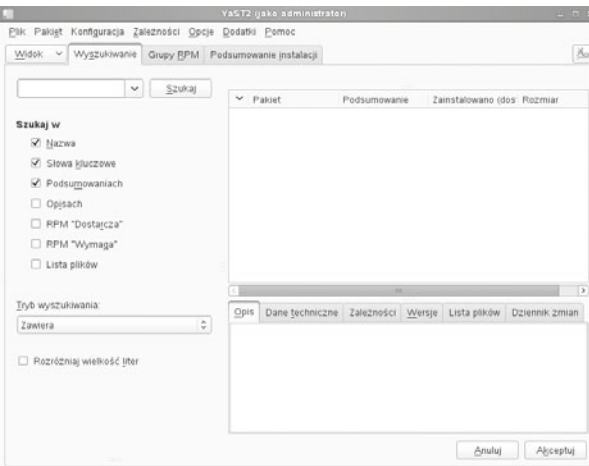 YaST2 (jako administrator)
Plik Pakiet Konfiguracja Zależności Opcje Dodatki Pomoc
Widok Wyszukiwanie Grupy RPM Podsumowanie instalacji
Szukaj
Pakiet Podsumowanie Zainstalowano (dos Rozmiar
Szukaj w
Nazwa
Słowa kluczowe
Podsumowaniach
Opisach
RPM "Dostarcza"
RPM "Wymaga"
Lista plików
Tryb wyszukiwania:
Zawiera
Rozróżniaj wielkość liter
Opis Dane techniczne Zależności Wersje Lista plików Dziennik zmian
Anuluj Akceptuj